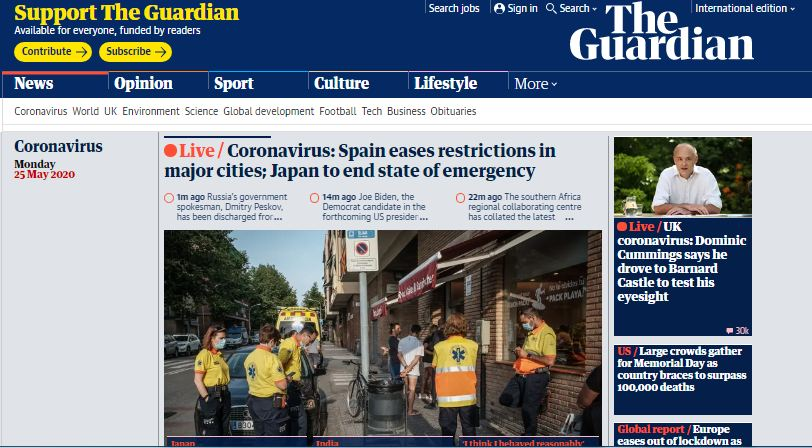 Support The Guardian
Available for everyone, funded by readers
Contribute →
Subscribe →
Search jobs
Sign in
Search
International edition
The
Guardian
News
Opinion
Sport
Culture
Lifestyle
More
Coronavirus World UK Environment Science Global development Football Tech Business Obituaries
Coronavirus
Monday
25 May 2020
Live / Coronavirus: Spain eases restrictions in
major cities; Japan to end state of emergency
1m ago Russia's government
spokesman, Dmitry Peskov,
has been discharged fror...
14m ago Joe Biden, the
Democrat candidate in the
forthcoming US presider...
22m ago The southern Africa
regional collaborating centre
has collated the latest ...
AMBULÀNCIA
PACK PLAYA
Japan
India
'I think I behaved reasonably'
Live / UK
coronavirus: Dominic
Cummings says he
drove to Barnard
Castle to test his
eyesight
30k
US / Large crowds gather
for Memorial Day as
country braces to surpass
100,000 deaths
Global report / Europe
eases out of lockdown as